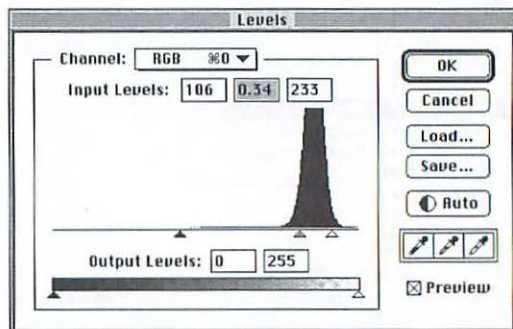 Levels
Channel: RGB ⌘0
Input Levels: 106 0.34 233
Output Levels: 0 255
OK
Cancel
Load...
Save...
Auto
Preview